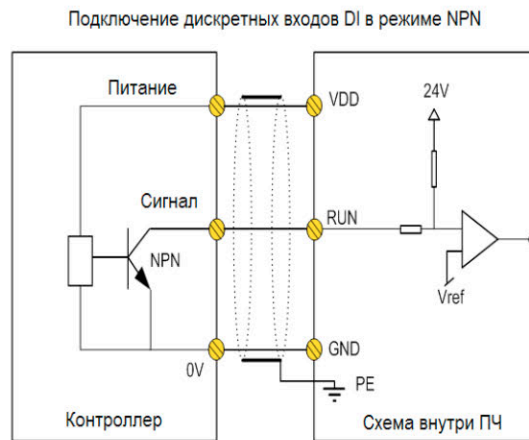 Подключение дискретных входов DI в режиме NPN
Питание
VDD
24V
Сигнал
RUN
NPN
Vref
0V
GND
PE
Контроллер
Схема внутри ПЧ